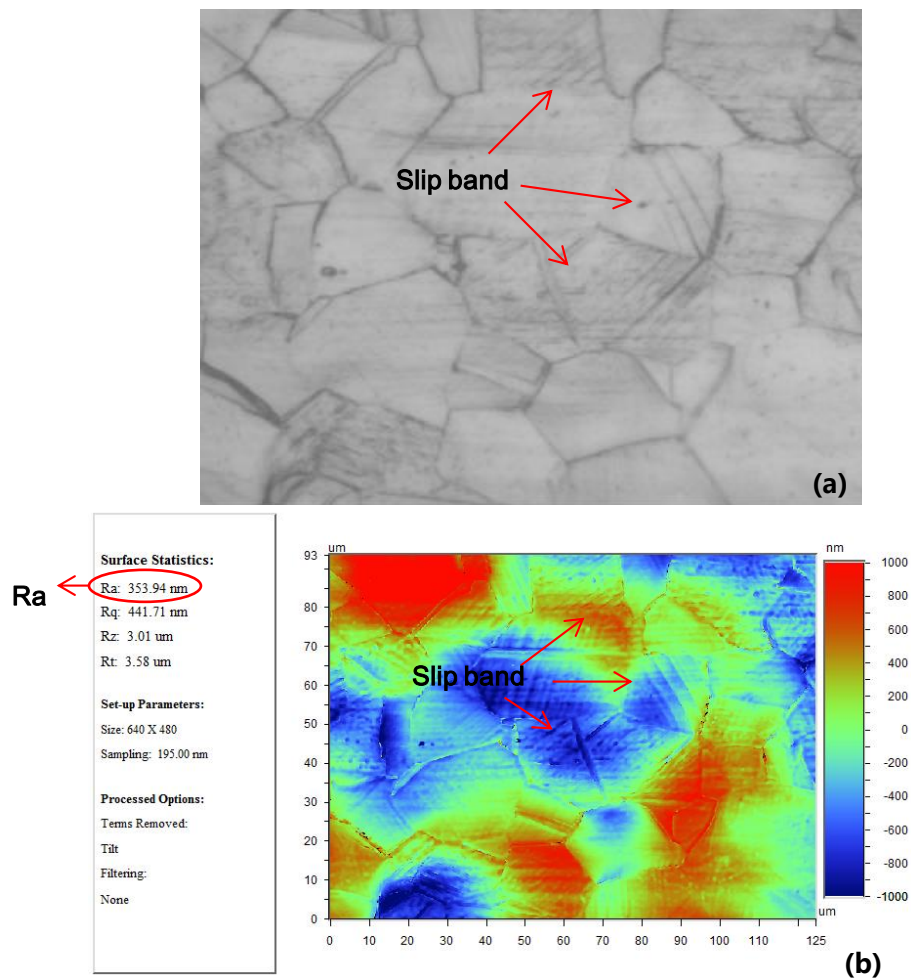 Slip band
(a)
Surface Statistics:
Ra: 353.94 nm
Rq: 441.71 nm
Rz: 3.01 um
Rt: 3.58 um
Set-up Parameters:
Size: 640 X 480
Sampling: 195.00 nm
Processed Options:
Terms Removed:
Tilt
Filtering:
None
Ra
um
93
80
70
60
50
40
30
20
10
0
0 10 20 30 40 50 60 70 80 90 100 110 125
um
Slip band
nm
1000
800
600
400
200
0
-200
-400
-600
-800
-1000
(b)